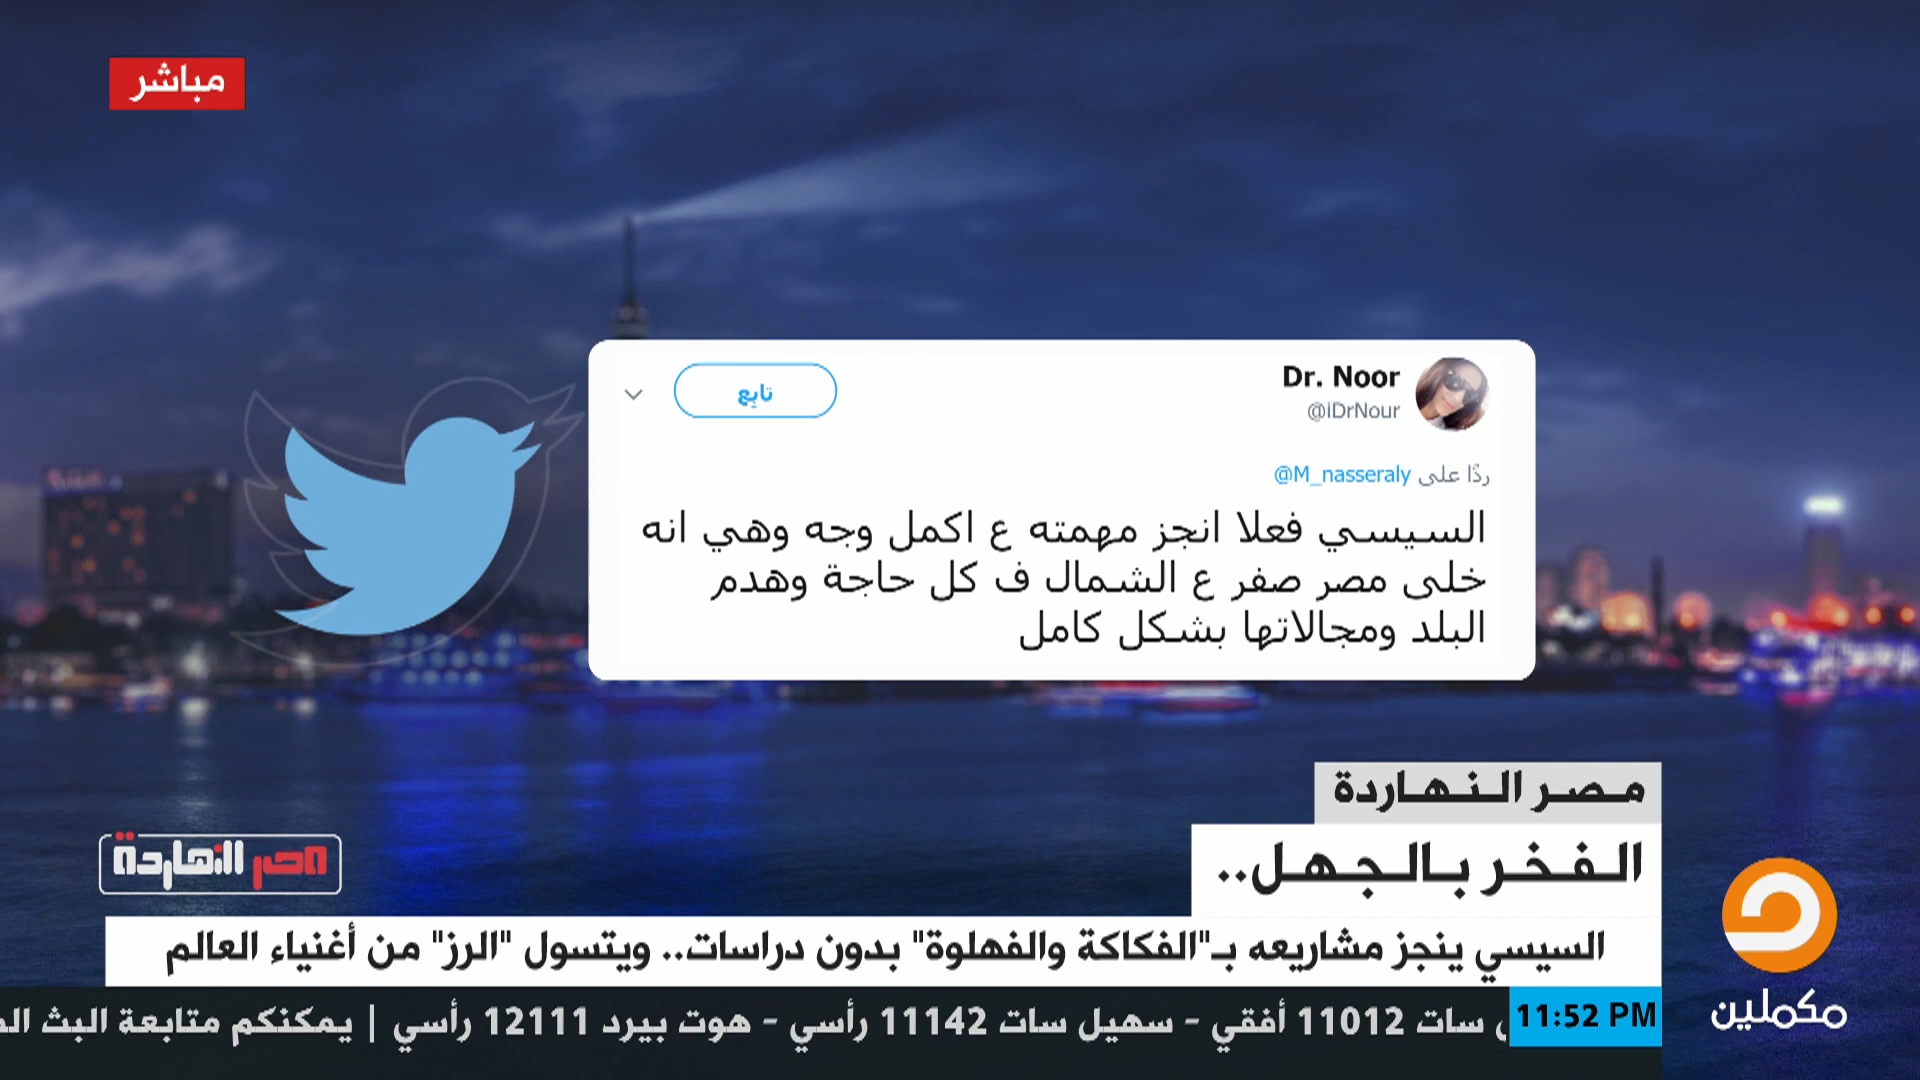 مباشر
Dr. Noor
@IDrNour
تابِع
ردًا على @M_nasseraly
السيسي فعلا انجز مهمته ع اكمل وجه وهي انه
خلى مصر صفر ع الشمال ف كل حاجة وهدم
البلد ومجالاتها بشكل كامل
مصر النهاردة
الفخر بالجهل..
مصر النهاردة
السيسي ينجز مشاريعه بـ"الفكاكة والفهلوة" بدون دراسات.. ويتسول "الرز" من أغنياء العالم
11:52 PM
سات 11012 أفقي - سهيل سات 11142 رأسي - هوت بيرد 12111 رأسي | يمكنكم متابعة البث
مكملين